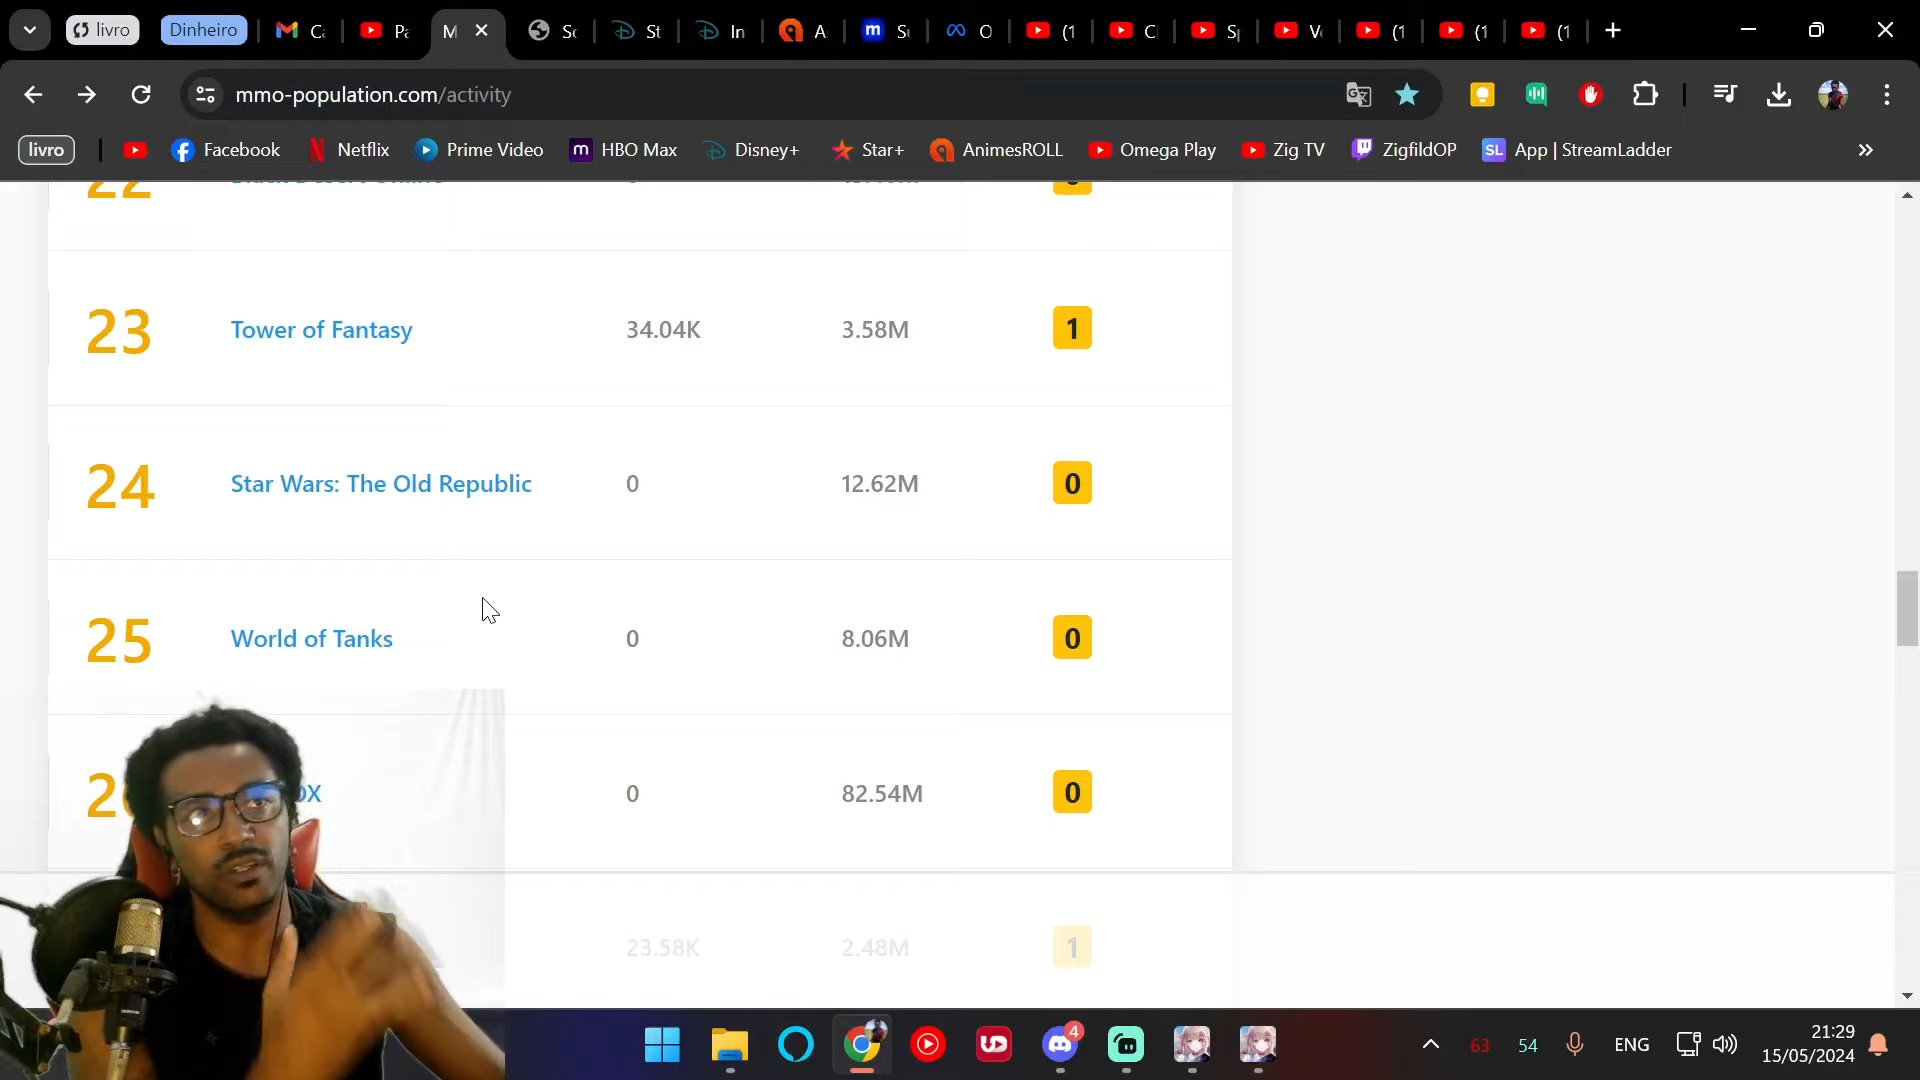 livro Dinheiro
mmo-population.com/activity
livro Facebook Netflix Prime Video HBO Max Disney+ Star+ AnimesROLL Omega Play Zig TV ZigfildOP App | StreamLadder
22
23 Tower of Fantasy 34.04K 3.58M 1
24 Star Wars: The Old Republic 0 12.62M 0
25 World of Tanks 0 8.06M 0
0 82.54M 0
23.58K 2.48M 1
4 63 54 ENG 21:29
15/05/2024